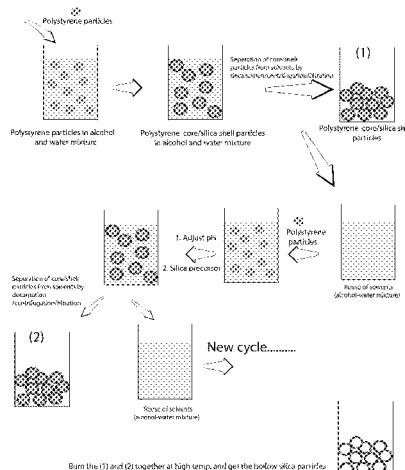 Polystyrene particles
Polystyrene particles in alcohol
and water mixture
Polystyrene core/silica shell particles
in alcohol and water mixture
Separation of core/shell
particles from solvents by
decantation/centrifugation/filtration
(1)
Polystyrene core/silica sh
particles
Reuse of solvents
(alcohol-water mixture)
Polystyrene
particles
1. Adjust pH
2. Silica precursor
Separation of core/shell
particles from solvents by
decantation
/centrifugation/filtration
(2)
Reuse of solvents
(alcohol-water mixture)
New cycle.........
Burn the (1) and (2) together at high temp. and get the hollow silica particles